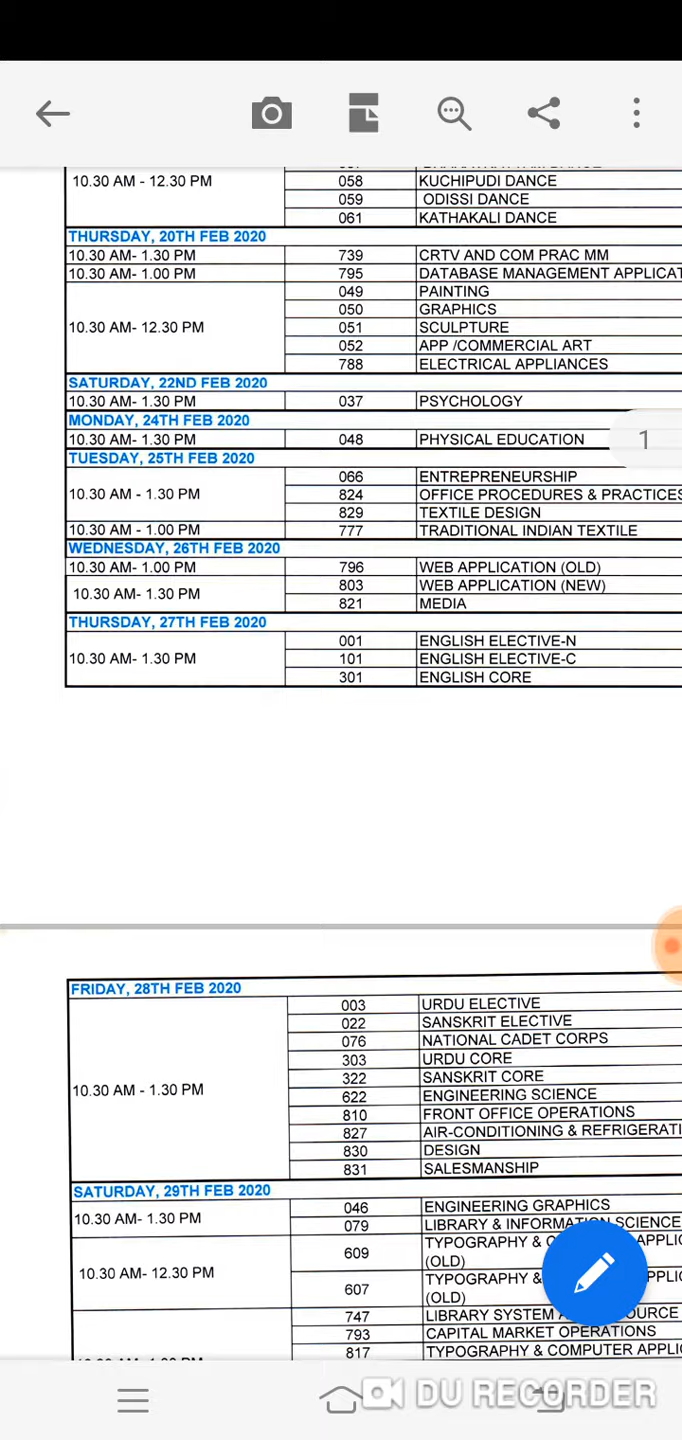 10.30 AM - 12.30 PM
058 KUCHIPUDI DANCE
059 ODISSI DANCE
061 KATHAKALI DANCE
THURSDAY, 20TH FEB 2020
10.30 AM- 1.30 PM 739 CRTV AND COM PRAC MM
10.30 AM- 1.00 PM 795 DATABASE MANAGEMENT APPLICAT
10.30 AM- 12.30 PM
049 PAINTING
050 GRAPHICS
051 SCULPTURE
052 APP /COMMERCIAL ART
788 ELECTRICAL APPLIANCES
SATURDAY, 22ND FEB 2020
10.30 AM- 1.30 PM 037 PSYCHOLOGY
MONDAY, 24TH FEB 2020
10.30 AM- 1.30 PM 048 PHYSICAL EDUCATION
1
TUESDAY, 25TH FEB 2020
10.30 AM - 1.30 PM
066 ENTREPRENEURSHIP
824 OFFICE PROCEDURES & PRACTICES
829 TEXTILE DESIGN
10.30 AM - 1.00 PM 777 TRADITIONAL INDIAN TEXTILE
WEDNESDAY, 26TH FEB 2020
10.30 AM- 1.00 PM 796 WEB APPLICATION (OLD)
10.30 AM- 1.30 PM
803 WEB APPLICATION (NEW)
821 MEDIA
THURSDAY, 27TH FEB 2020
10.30 AM- 1.30 PM
001 ENGLISH ELECTIVE-N
101 ENGLISH ELECTIVE-C
301 ENGLISH CORE
FRIDAY, 28TH FEB 2020
10.30 AM - 1.30 PM
003 URDU ELECTIVE
022 SANSKRIT ELECTIVE
076 NATIONAL CADET CORPS
303 URDU CORE
322 SANSKRIT CORE
622 ENGINEERING SCIENCE
810 FRONT OFFICE OPERATIONS
827 AIR-CONDITIONING & REFRIGERATI
830 DESIGN
831 SALESMANSHIP
SATURDAY, 29TH FEB 2020
10.30 AM- 1.30 PM
046 ENGINEERING GRAPHICS
079 LIBRARY & INFORMATION SCIENCE
10.30 AM- 12.30 PM
609 TYPOGRAPHY & APPLIC
(OLD)
607 TYPOGRAPHY & APPLIC
(OLD)
747 LIBRARY SYSTEM
793 CAPITAL MARKET OPERATIONS
817 TYPOGRAPHY & COMPUTER APPLIC
DU RECORDER